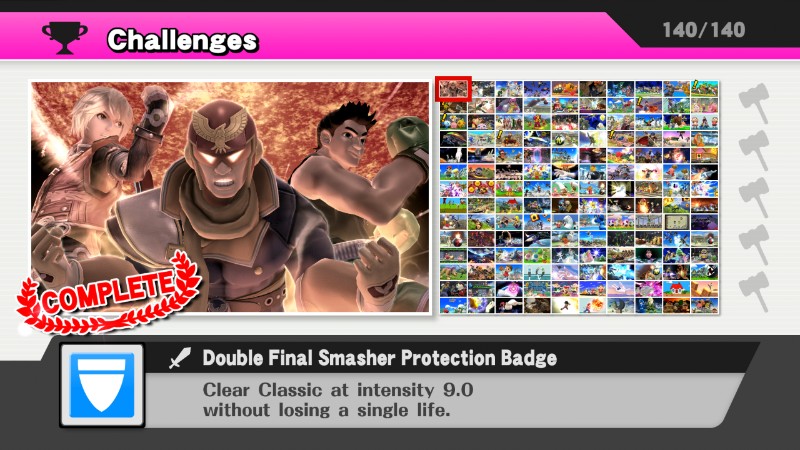 Challenges
140/140
COMPLETE
Double Final Smasher Protection Badge
Clear Classic at intensity 9.0
without losing a single life.